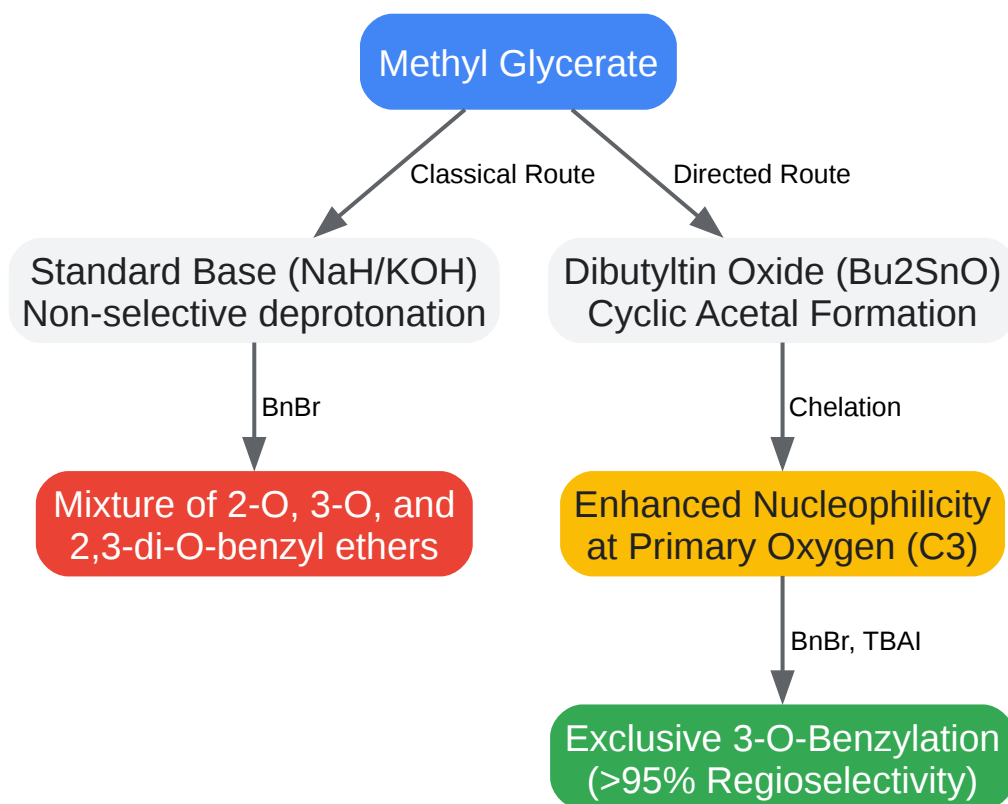 Methyl Glycerate
Classical Route
Directed Route
Standard Base (NaH/KOH)
Non-selective deprotonation
Dibutyltin Oxide (Bu2SnO)
Cyclic Acetal Formation
BnBr
Chelation
Mixture of 2-O, 3-O, and
2,3-di-O-benzyl ethers
Enhanced Nucleophilicity
at Primary Oxygen (C3)
BnBr, TBAI
Exclusive 3-O-Benzylation
(>95% Regioselectivity)